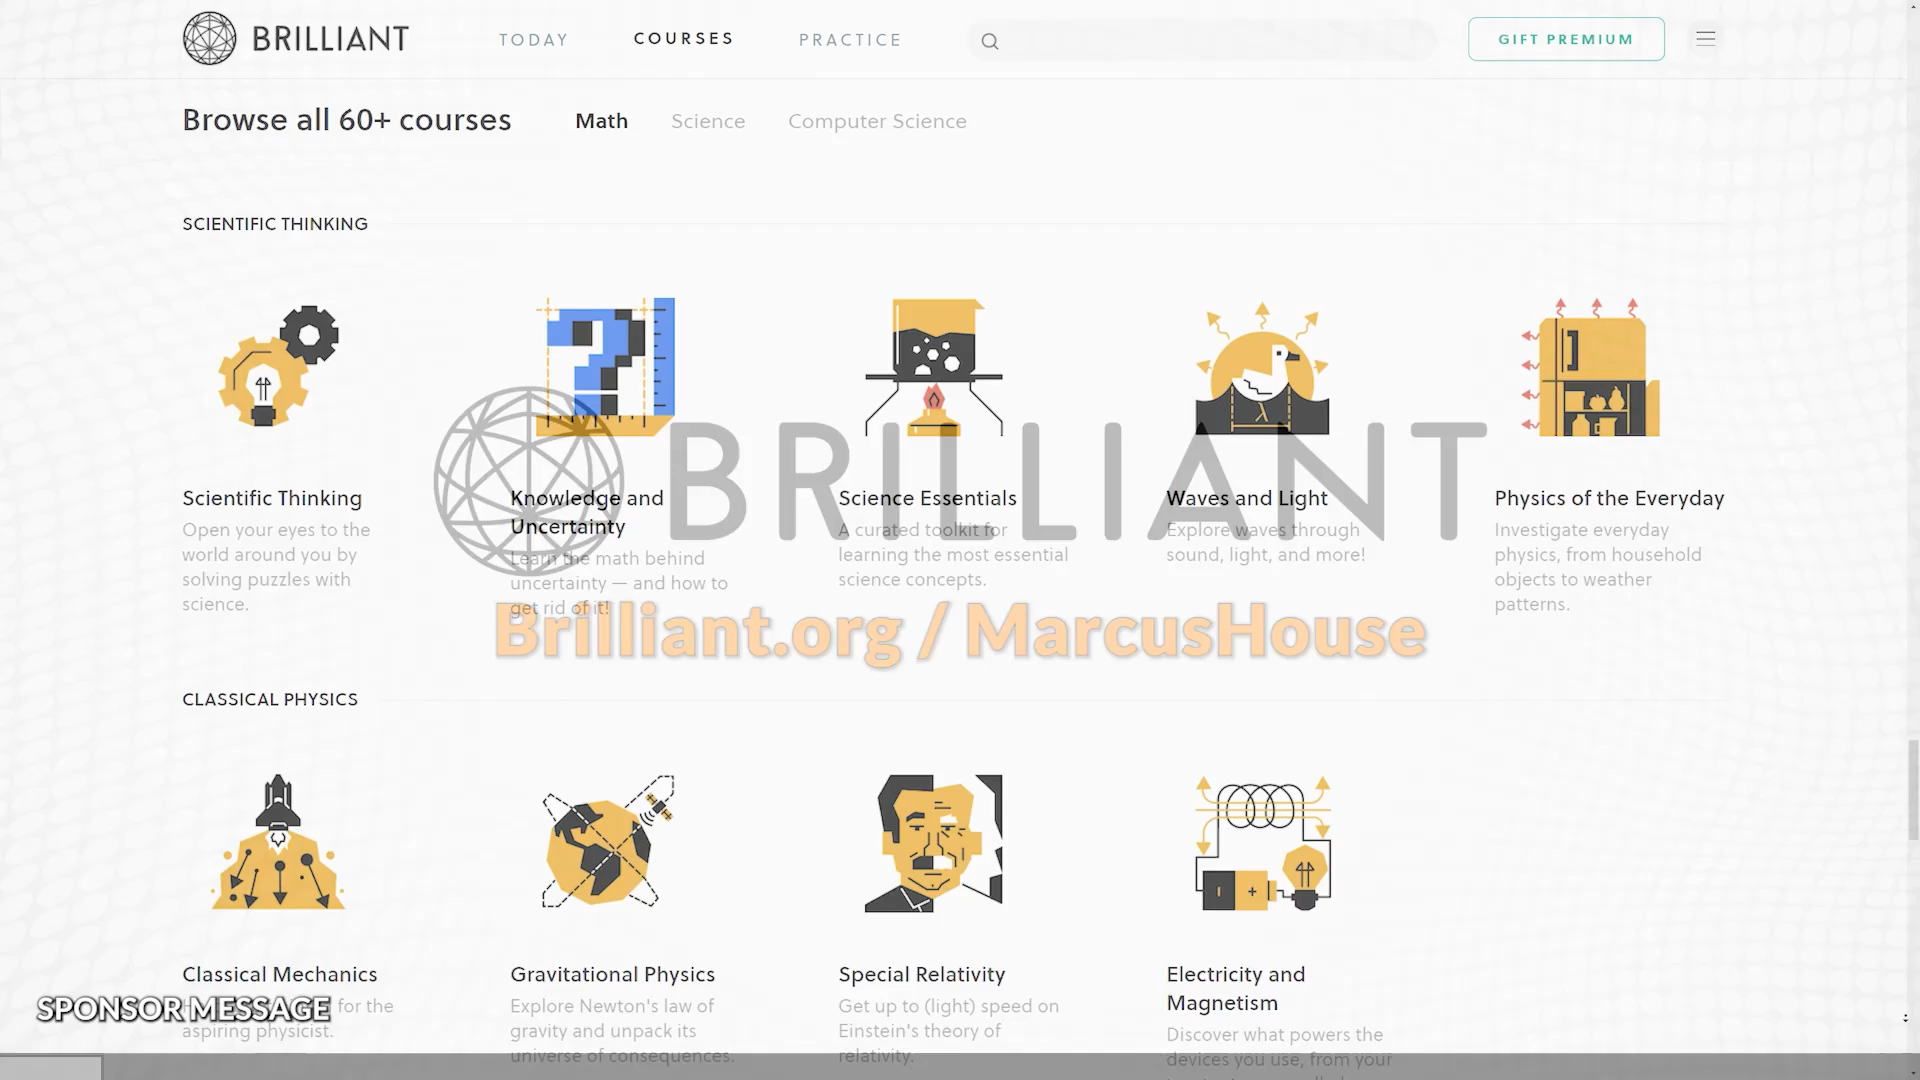 BRILLIANT
TODAY
COURSES
PRACTICE
GIFT PREMIUM
Browse all 60+ courses
Math
Science
Computer Science
SCIENTIFIC THINKING
Scientific Thinking
Open your eyes to the
world around you by
solving puzzles with
science.
Knowledge and
Uncertainty
Learn the math behind
uncertainty — and how to
get rid of it!
Science Essentials
A curated toolkit for
learning the most essential
science concepts.
Waves and Light
Explore waves through
sound, light, and more!
Physics of the Everyday
Investigate everyday
physics, from household
objects to weather
patterns.
BRILLIANT
Brilliant.org / MarcusHouse
CLASSICAL PHYSICS
Classical Mechanics
for the
aspiring physicist.
Gravitational Physics
Explore Newton's law of
gravity and unpack its
universe of consequences.
Special Relativity
Get up to (light) speed on
Einstein's theory of
relativity.
Electricity and
Magnetism
Discover what powers the
devices you use, from your
SPONSOR MESSAGE